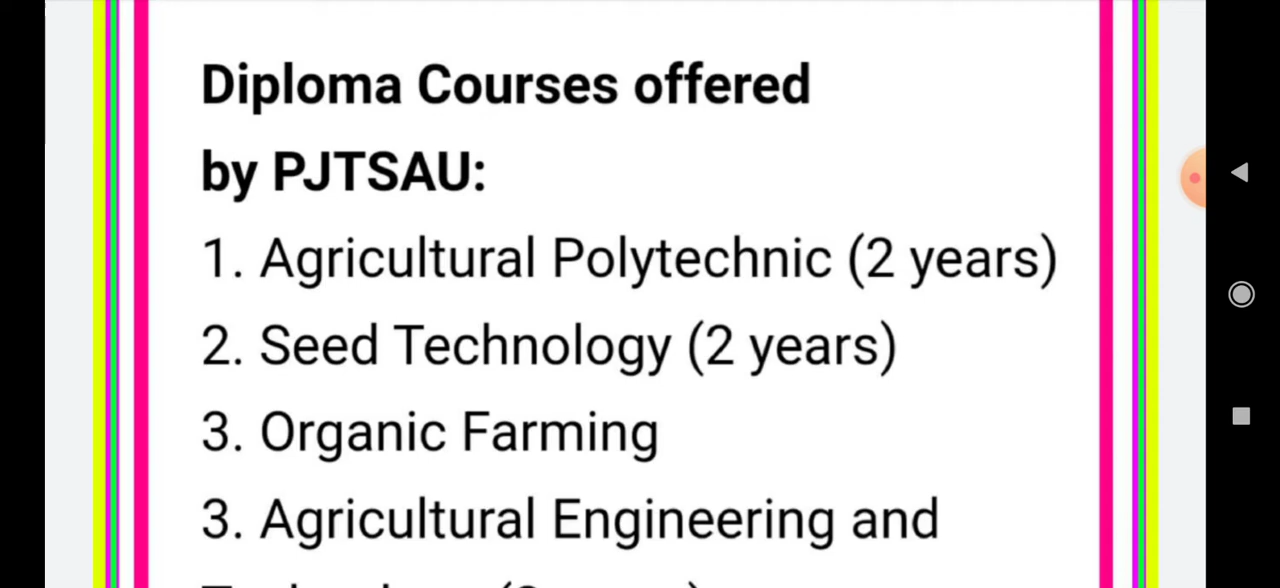 Diploma Courses offered
by PJTSAU:
1. Agricultural Polytechnic (2 years)
2. Seed Technology (2 years)
3. Organic Farming
3. Agricultural Engineering and